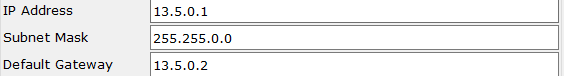 IP Address 13.5.0.1
Subnet Mask 255.255.0.0
Default Gateway 13.5.0.2